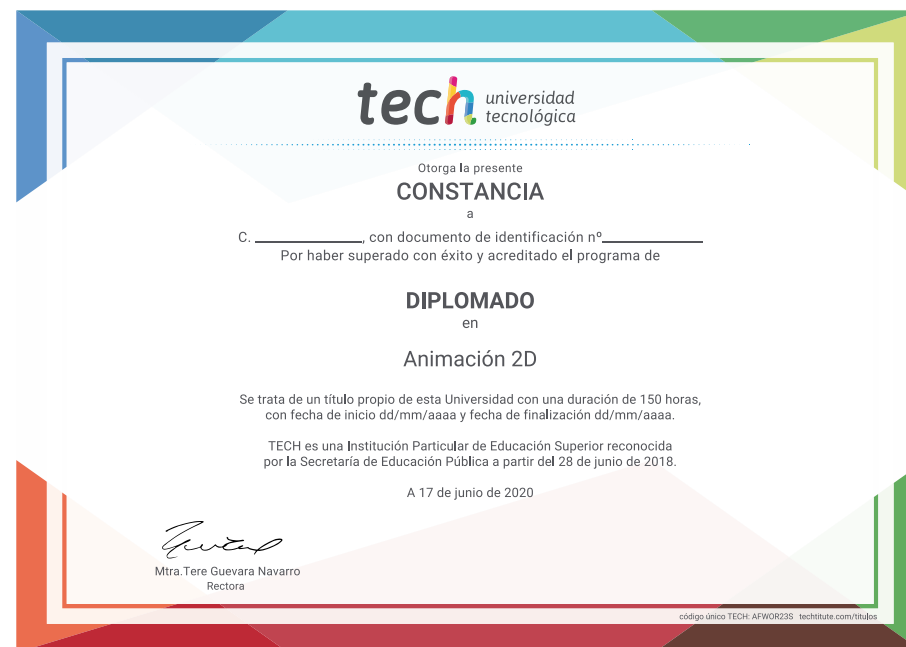 tech universidad
tecnológica
Otorga la presente
CONSTANCIA
a
C. ____________, con documento de identificación nº____________
Por haber superado con éxito y acreditado el programa de
DIPLOMADO
en
Animación 2D
Se trata de un título propio de esta Universidad con una duración de 150 horas,
con fecha de inicio dd/mm/aaaa y fecha de finalización dd/mm/aaaa.
TECH es una Institución Particular de Educación Superior reconocida
por la Secretaría de Educación Pública a partir del 28 de junio de 2018.
A 17 de junio de 2020
Mtra.Tere Guevara Navarro
Rectora
código único TECH: AFWOR23S techtitute.com/titulos